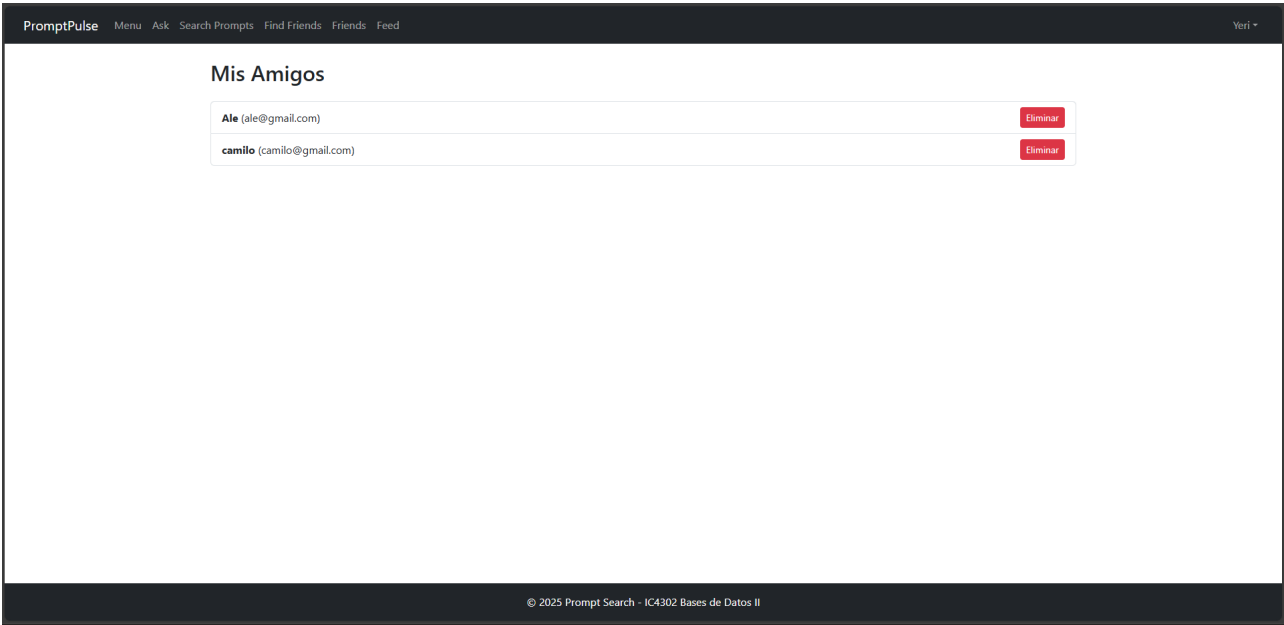 PromptPulse Menu Ask Search Prompts Find Friends Friends Feed Yeri
Mis Amigos
Ale (ale@gmail.com) Eliminar
camilo (camilo@gmail.com) Eliminar
© 2025 Prompt Search - IC4302 Bases de Datos II